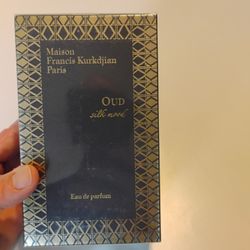 Maison
Francis Kurkdjian
Paris
OUD
silk mood
Eau de parfum